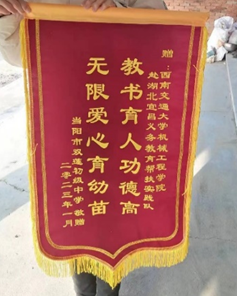 赠：西南交通大学机械工程学院
赴湖北宜昌义务教育帮扶实践队
教书育人功德高
无限爱心育幼苗
当阳市双莲初级中学 敬赠
二零二三年一月